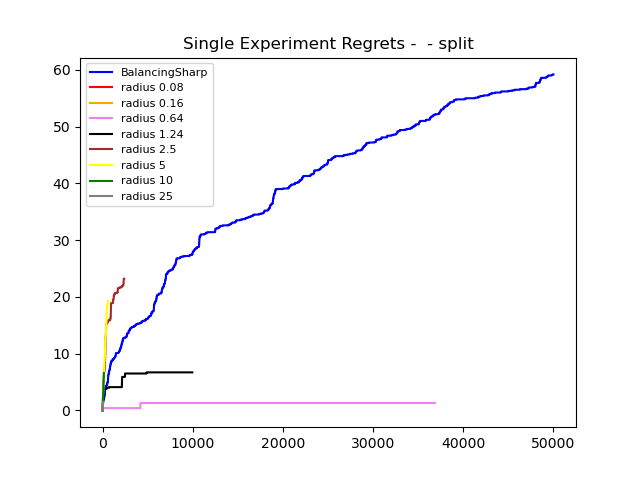 Single Experiment Regrets -  - split
60
50
40
30
20
10
0
BalancingSharp
radius 0.08
radius 0.16
radius 0.64
radius 1.24
radius 2.5
radius 5
radius 10
radius 25
0 10000 20000 30000 40000 50000